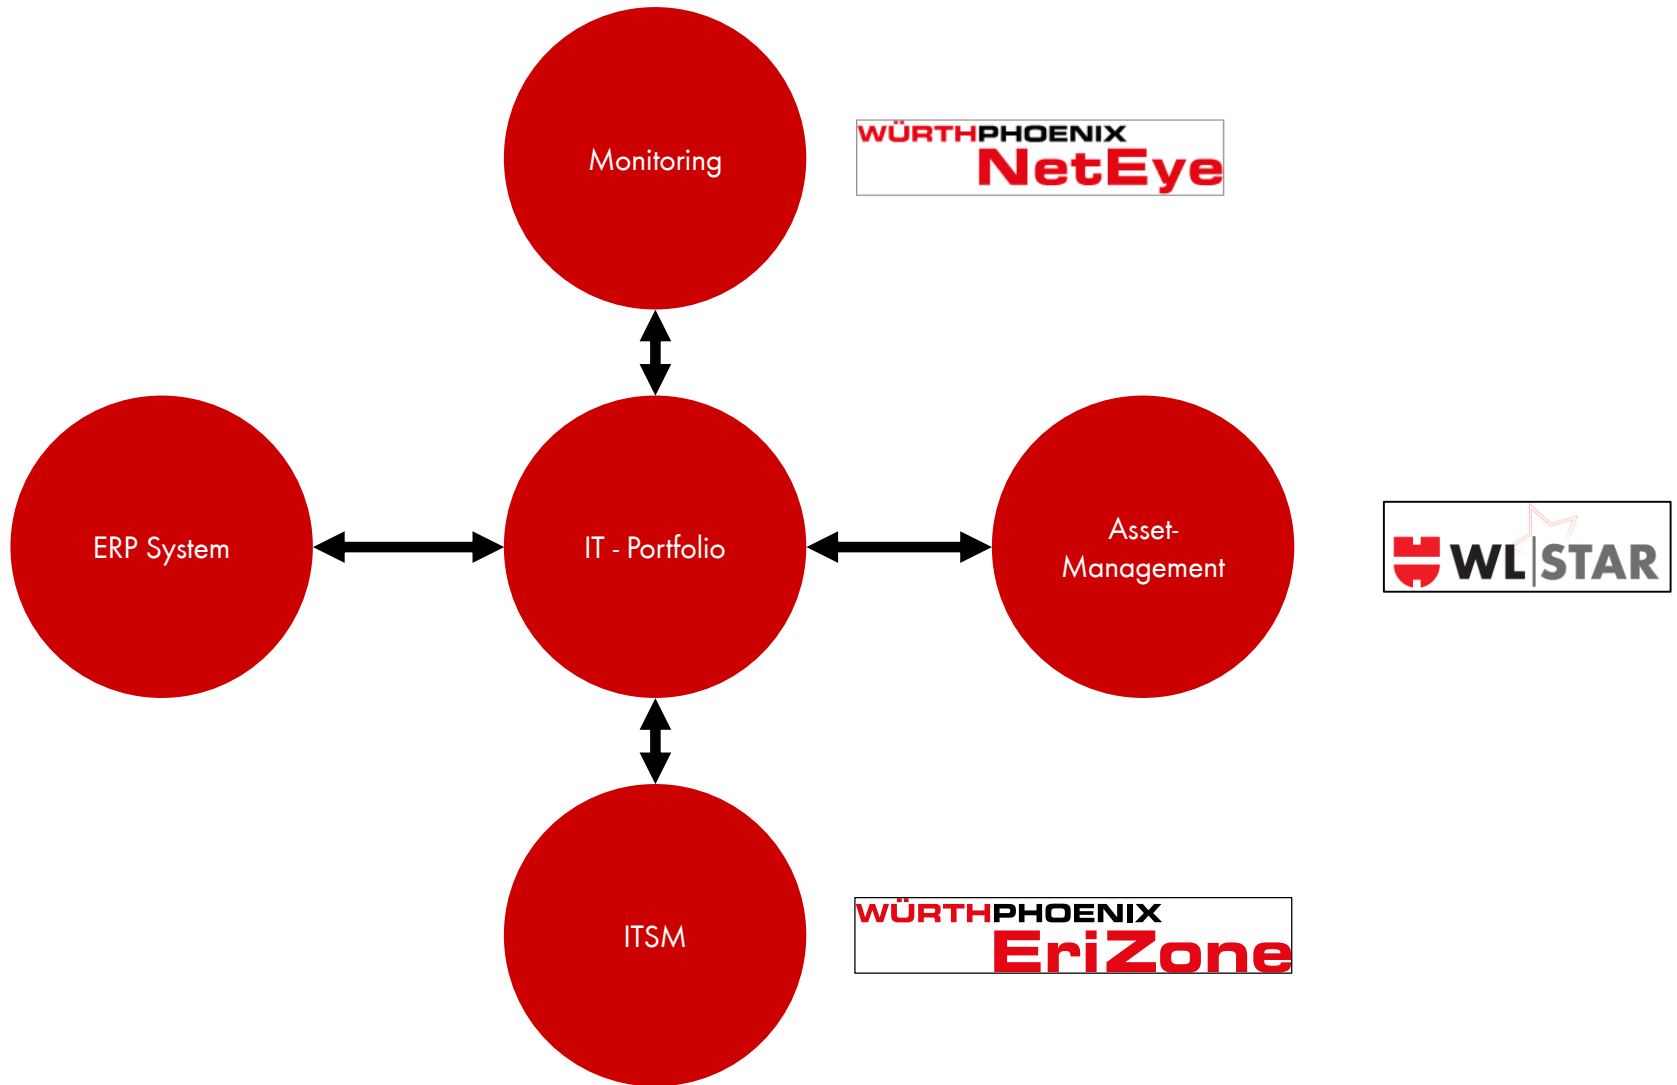 Monitoring
WÜRTHPHOENIX
NetEye
ERP System
IT - Portfolio
Asset-
Management
WL|STAR
ITSM
WÜRTHPHOENIX
EriZone